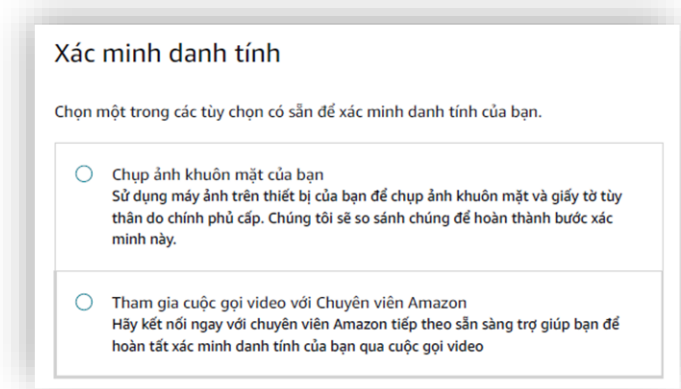 Xác minh danh tính
Chọn một trong các tùy chọn có sẵn để xác minh danh tính của bạn.
Chụp ảnh khuôn mặt của bạn
Sử dụng máy ảnh trên thiết bị của bạn để chụp ảnh khuôn mặt và giấy tờ tùy
thân do chính phủ cấp. Chúng tôi sẽ so sánh chúng để hoàn thành bước xác
minh này.
Tham gia cuộc gọi video với Chuyên viên Amazon
Hãy kết nối ngay với chuyên viên Amazon tiếp theo sẵn sàng trợ giúp bạn để
hoàn tất xác minh danh tính của bạn qua cuộc gọi video